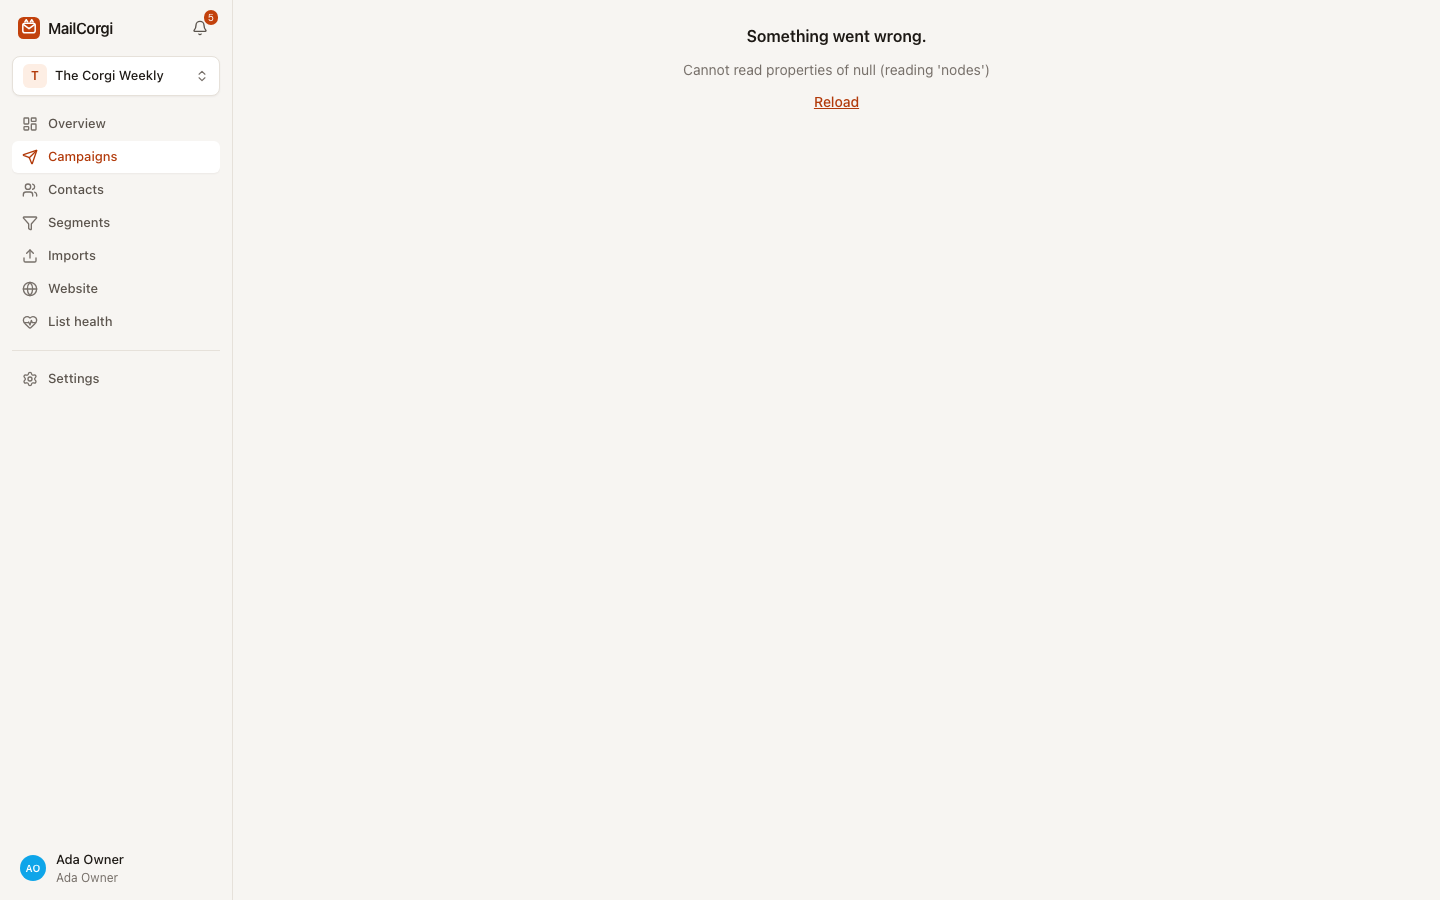 MailCorgi
5
T
The Corgi Weekly
Overview
Campaigns
Contacts
Segments
Imports
Website
List health
Settings
AO
Ada Owner
Ada Owner
Something went wrong.
Cannot read properties of null (reading 'nodes')
Reload